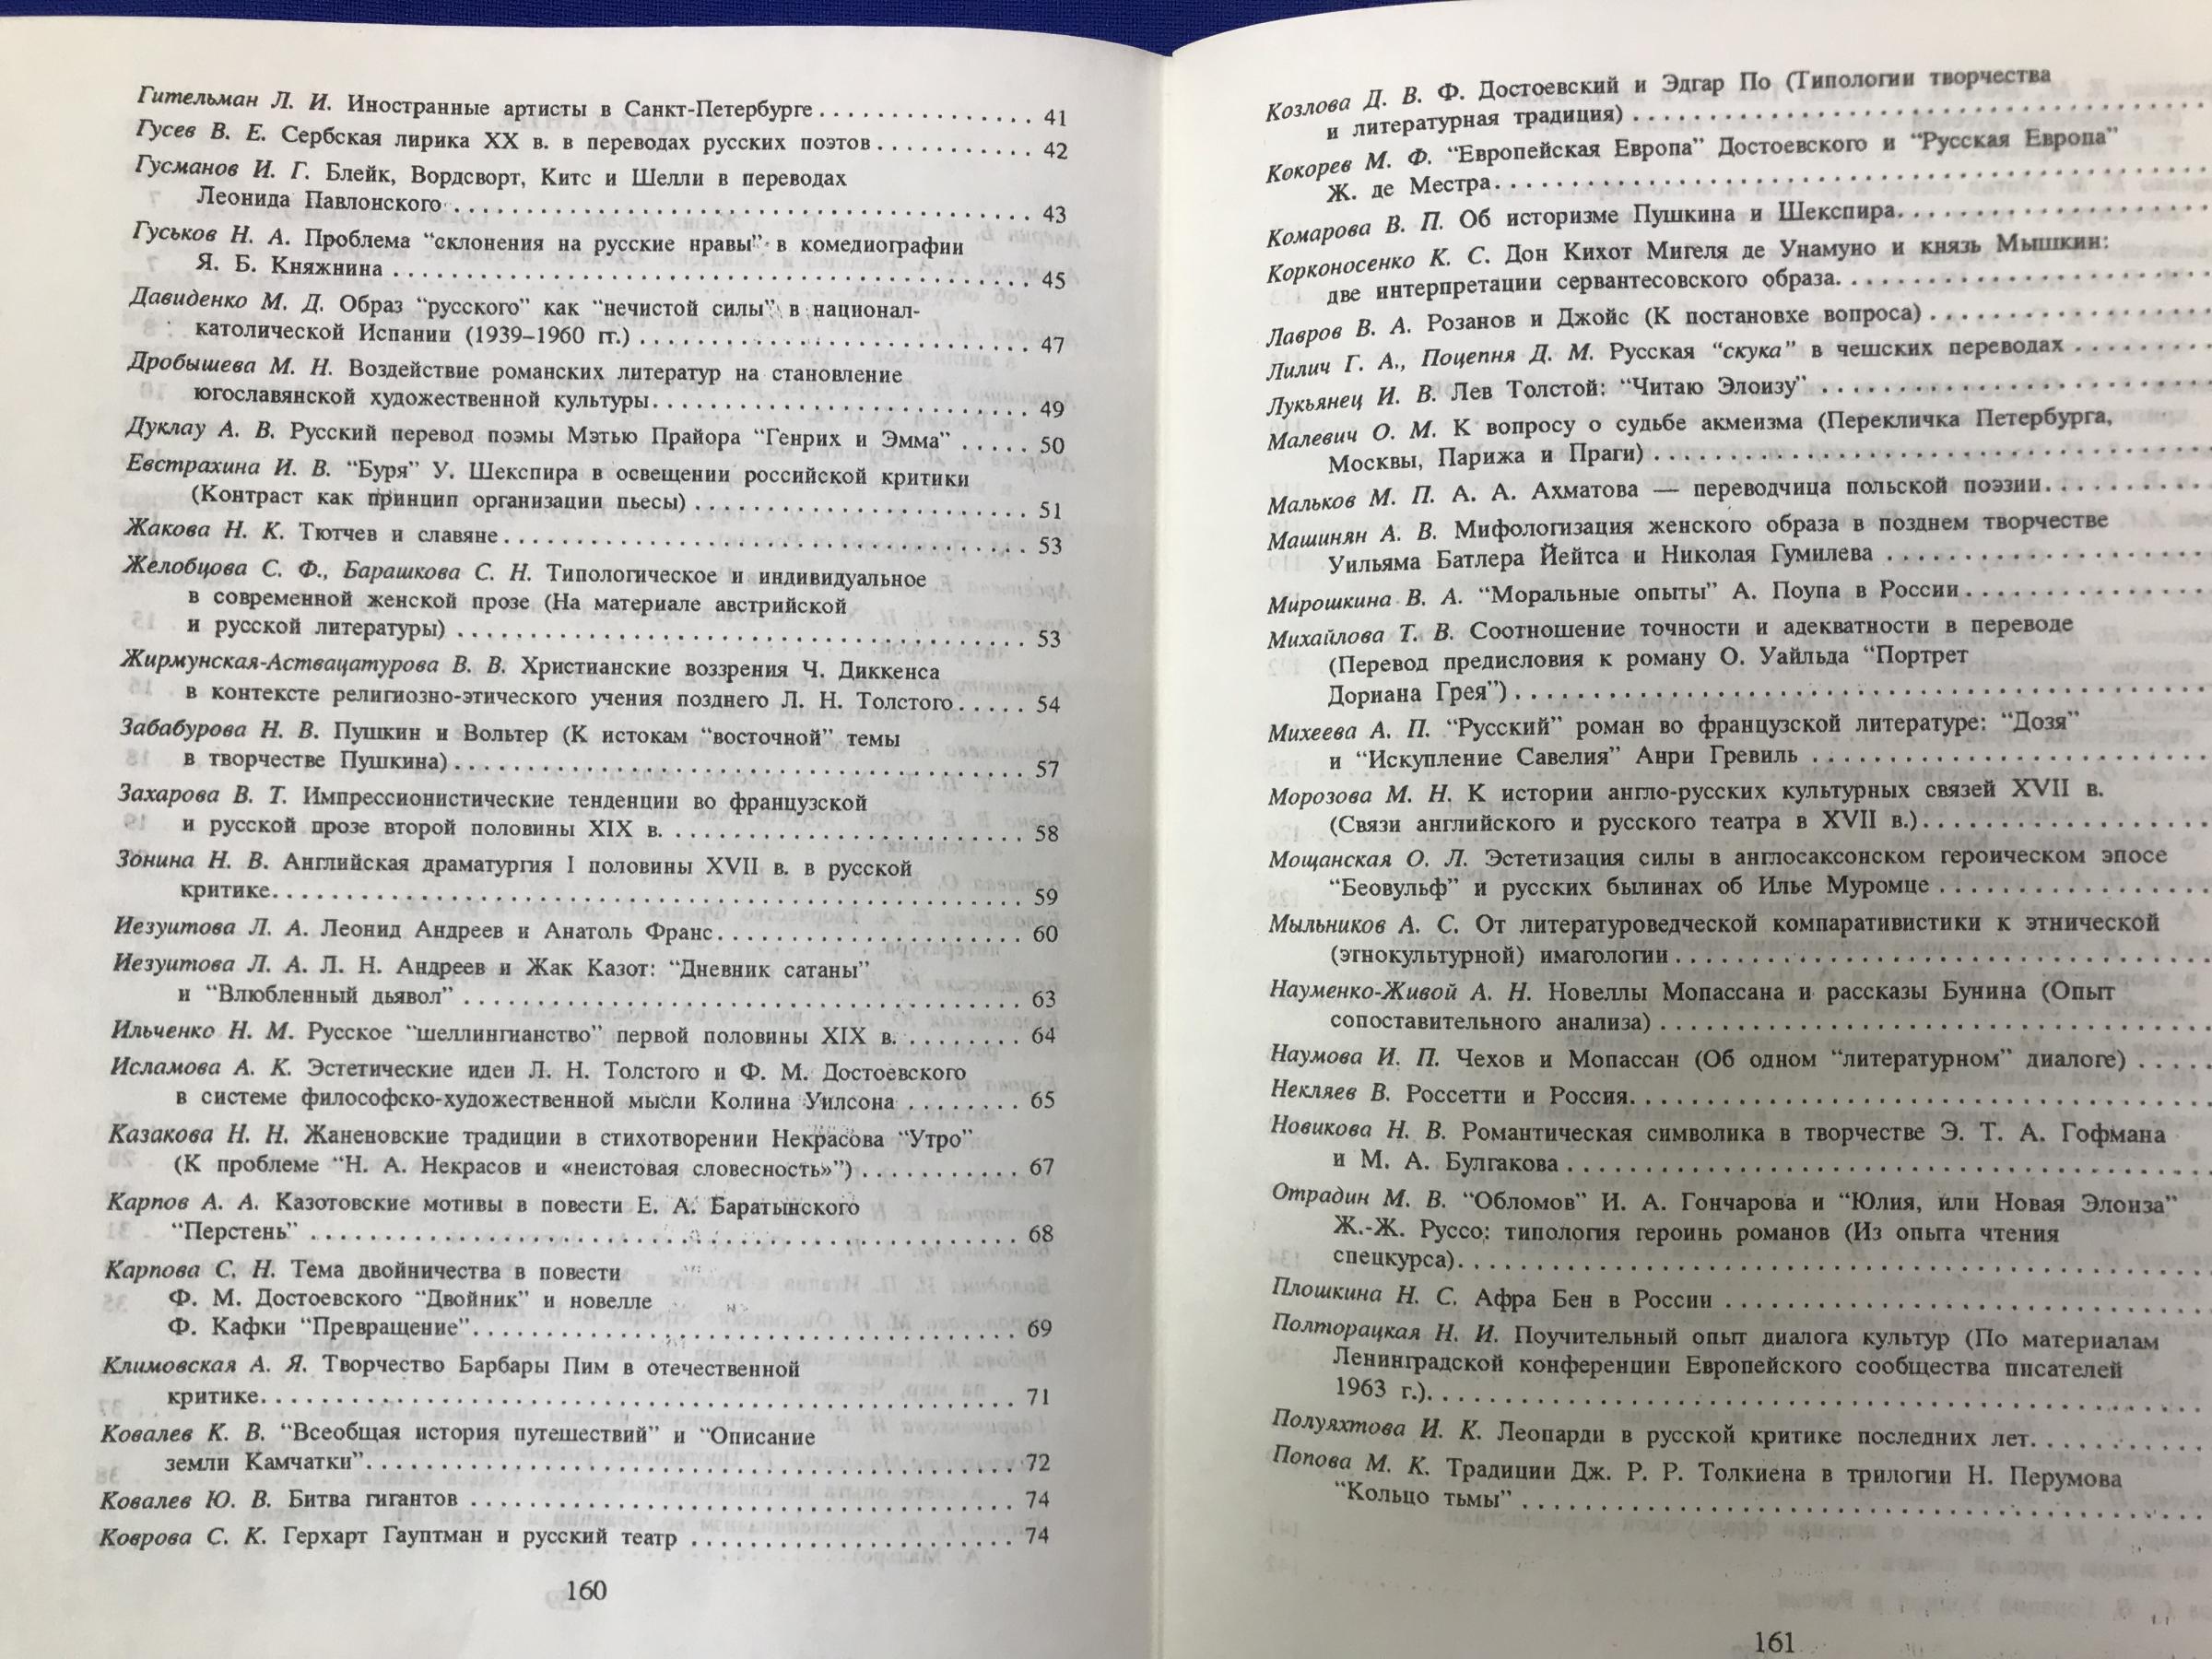 Гительман Л. И. Иностранные артисты в Санкт-Петербурге . . . . . . . . . . . . . . . 41
Гусев В. Е. Сербская лирика XX в. в переводах русских поэтов . . . . . . . . . . . 42
Гусманов И. Г. Блейк, Вордсворт, Китс и Шелли в переводах
Леонида Павлонского . . . . . . . . . . . . . . . . . . . . . . . . . . . . . . 43
Гуськов Н. А. Проблема “склонения на русские нравы” в комедиографии
Я. Б. Княжнина . . . . . . . . . . . . . . . . . . . . . . . . . . . . . . 45
Давиденко М. Д. Образ “русского” как “нечистой силы” в национал-
католической Испании (1939–1960 гг.) . . . . . . . . . . . . . . . . . . . . 47
Дробышева М. Н. Воздействие романских литератур на становление
югославянской художественной культуры. . . . . . . . . . . . . . . . . . . . 49
Дуклау А. В. Русский перевод поэмы Мэтью Прайора “Генрих и Эмма” . . . . . 50
Евстрахина И. В. “Буря” У. Шекспира в освещении российской критики
(Контраст как принцип организации пьесы) . . . . . . . . . . . . . . . . . . 51
Жакова Н. К. Тютчев и славяне . . . . . . . . . . . . . . . . . . . . . . . . . . 53
Желобцова С. Ф., Барашкова С. Н. Типологическое и индивидуальное
в современной женской прозе (На материале австрийской
и русской литературы) . . . . . . . . . . . . . . . . . . . . . . . . . . . . 53
Жирмунская-Аствацатурова В. В. Христианские воззрения Ч. Диккенса
в контексте религиозно-этического учения позднего Л. Н. Толстого . . . . . 54
Забабурова Н. В. Пушкин и Вольтер (К истокам “восточной” темы
в творчестве Пушкина) . . . . . . . . . . . . . . . . . . . . . . . . . . . . 57
Захарова В. Т. Импрессионистические тенденции во французской
и русской прозе второй половины XIX в. . . . . . . . . . . . . . . . . . . . 58
Зонина Н. В. Английская драматургия I половины XVII в. в русской
критике. . . . . . . . . . . . . . . . . . . . . . . . . . . . . . . . . . . . 59
Иезуитова Л. А. Леонид Андреев и Анатоль Франс. . . . . . . . . . . . . . . . . . 60
Иезуитова Л. А. Л. Н. Андреев и Жак Казот: “Дневник сатаны”
и “Влюбленный дьявол” . . . . . . . . . . . . . . . . . . . . . . . . . . . . 63
Ильченко Н. М. Русское “шеллингианство” первой половины XIX в. . . . . . . . . 64
Исламова А. К. Эстетические идеи Л. Н. Толстого и Ф. М. Достоевского
в системе философско-художественной мысли Колина Уилсона . . . . . . . . 65
Казакова Н. Н. Жаненовские традиции в стихотворении Некрасова “Утро”
(К проблеме “Н. А. Некрасов и «неистовая словесность»”) . . . . . . . . . . . 67
Карпов А. А. Казотовские мотивы в повести Е. А. Баратынского
“Перстень” . . . . . . . . . . . . . . . . . . . . . . . . . . . . . . . . . . 68
Карпова С. Н. Тема двойничества в повести
Ф. М. Достоевского “Двойник” и новелле
Ф. Кафки “Превращение”. . . . . . . . . . . . . . . . . . . . . . . . . . . . 69
Климовская А. Я. Творчество Барбары Пим в отечественной
критике. . . . . . . . . . . . . . . . . . . . . . . . . . . . . . . . . . . . 71
Ковалев К. В. “Всеобщая история путешествий” и “Описание
земли Камчатки”. . . . . . . . . . . . . . . . . . . . . . . . . . . . . . . . 72
Ковалев Ю. В. Битва гигантов . . . . . . . . . . . . . . . . . . . . . . . . . . . 74
Коврова С. К. Герхарт Гауптман и русский театр . . . . . . . . . . . . . . . . . . 74
160
Козлова Д. В. Ф. Достоевский и Эдгар По (Типологии творчества
и литературная традиция) . . . . . . . . . . . . . . . . . . . . . . . .
Кокорев М. Ф. “Европейская Европа” Достоевского и “Русская Европа”
Ж. де Местра. . . . . . . . . . . . . . . . . . . . . . . . . . . . . .
Комарова В. П. Об историзме Пушкина и Шекспира. . . . . . . . . . . . . .
Корконосенко К. С. Дон Кихот Мигеля де Унамуно и князь Мышкин:
две интерпретации сервантесовского образа. . . . . . . . . . . . . . .
Лавров В. А. Розанов и Джойс (К постановхе вопроса) . . . . . . . . . . .
Лилич Г. А., Поцепня Д. М. Русская “скука” в чешских переводах . . . . . .
Лукьянец И. В. Лев Толстой: “Читаю Элоизу” . . . . . . . . . . . . . . .
Малевич О. М. К вопросу о судьбе акмеизма (Перекличка Петербурга,
Москвы, Парижа и Праги) . . . . . . . . . . . . . . . . . . . . . . . .
Мальков М. П. А. А. Ахматова — переводчица польской поэзии. . . . . . . .
Машинян А. В. Мифологизация женского образа в позднем творчестве
Уильяма Батлера Йейтса и Николая Гумилева . . . . . . . . . . . . . . .
Мирошкина В. А. “Моральные опыты” А. Поупа в России . . . . . . . . . . .
Михайлова Т. В. Соотношение точности и адекватности в переводе
(Перевод предисловия к роману О. Уайльда “Портрет
Дориана Грея”) . . . . . . . . . . . . . . . . . . . . . . . . . . . . .
Михеева А. П. “Русский” роман во французской литературе: “Дозя”
и “Искупление Савелия” Анри Гревиль . . . . . . . . . . . . . . . . . .
Морозова М. Н. К истории англо-русских культурных связей XVII в.
(Связи английского и русского театра в XVII в.). . . . . . . . . . . . .
Мощанская О. Л. Эстетизация силы в англосаксонском героическом эпосе
“Беовульф” и русских былинах об Илье Муромце . . . . . . . . . . . . .
Мыльников А. С. От литературоведческой компаративистики к этнической
(этнокультурной) имагологии . . . . . . . . . . . . . . . . . . . . . .
Науменко-Живой А. Н. Новеллы Мопассана и рассказы Бунина (Опыт
сопоставительного анализа) . . . . . . . . . . . . . . . . . . . . . . .
Наумова И. П. Чехов и Мопассан (Об одном “литературном” диалоге) . . . .
Некляев В. Россетти и Россия. . . . . . . . . . . . . . . . . . . . . . .
Новикова Н. В. Романтическая символика в творчестве Э. Т. А. Гофмана
и М. А. Булгакова . . . . . . . . . . . . . . . . . . . . . . . . . . .
Отрадин М. В. “Обломов” И. А. Гончарова и “Юлия, или Новая Элоиза”
Ж.-Ж. Руссо: типология героинь романов (Из опыта чтения
спецкурса). . . . . . . . . . . . . . . . . . . . . . . . . . . . . . .
Плошкина Н. С. Афра Бен в России . . . . . . . . . . . . . . . . . . . .
Полторацкая Н. И. Поучительный опыт диалога культур (По материалам
Ленинградской конференции Европейского сообщества писателей
1963 г.). . . . . . . . . . . . . . . . . . . . . . . . . . . . . . . .
Полуяхтова И. К. Леопарди в русской критике последних лет. . . . . . . .
Попова М. К. Традиции Дж. Р. Р. Толкиена в трилогии Н. Перумова
“Кольцо тьмы” . . . . . . . . . . . . . . . . . . . . . . . . . . . . .
161